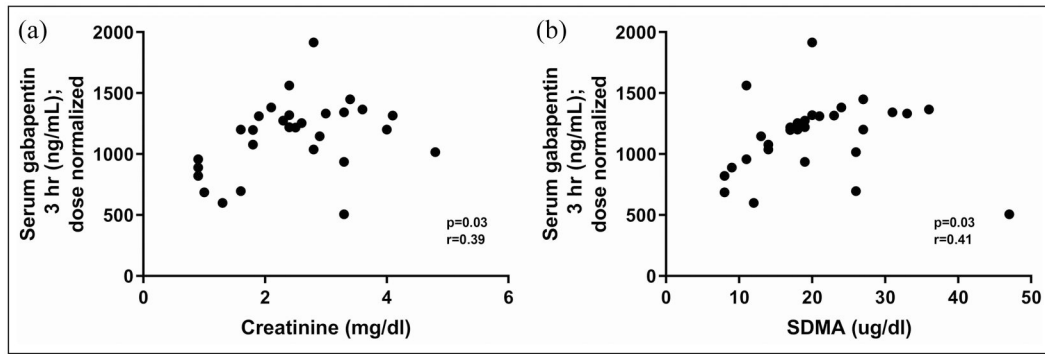 (a)
Serum gabapentin
3 hr (ng/mL);
dose normalized
2000
1500
1000
500
0
0 2 4 6
Creatinine (mg/dl)
p=0.03
r=0.39
(b)
Serum gabapentin
3 hr (ng/mL);
dose normalized
2000
1500
1000
500
0
0 10 20 30 40 50
SDMA (ug/dl)
p=0.03
r=0.41